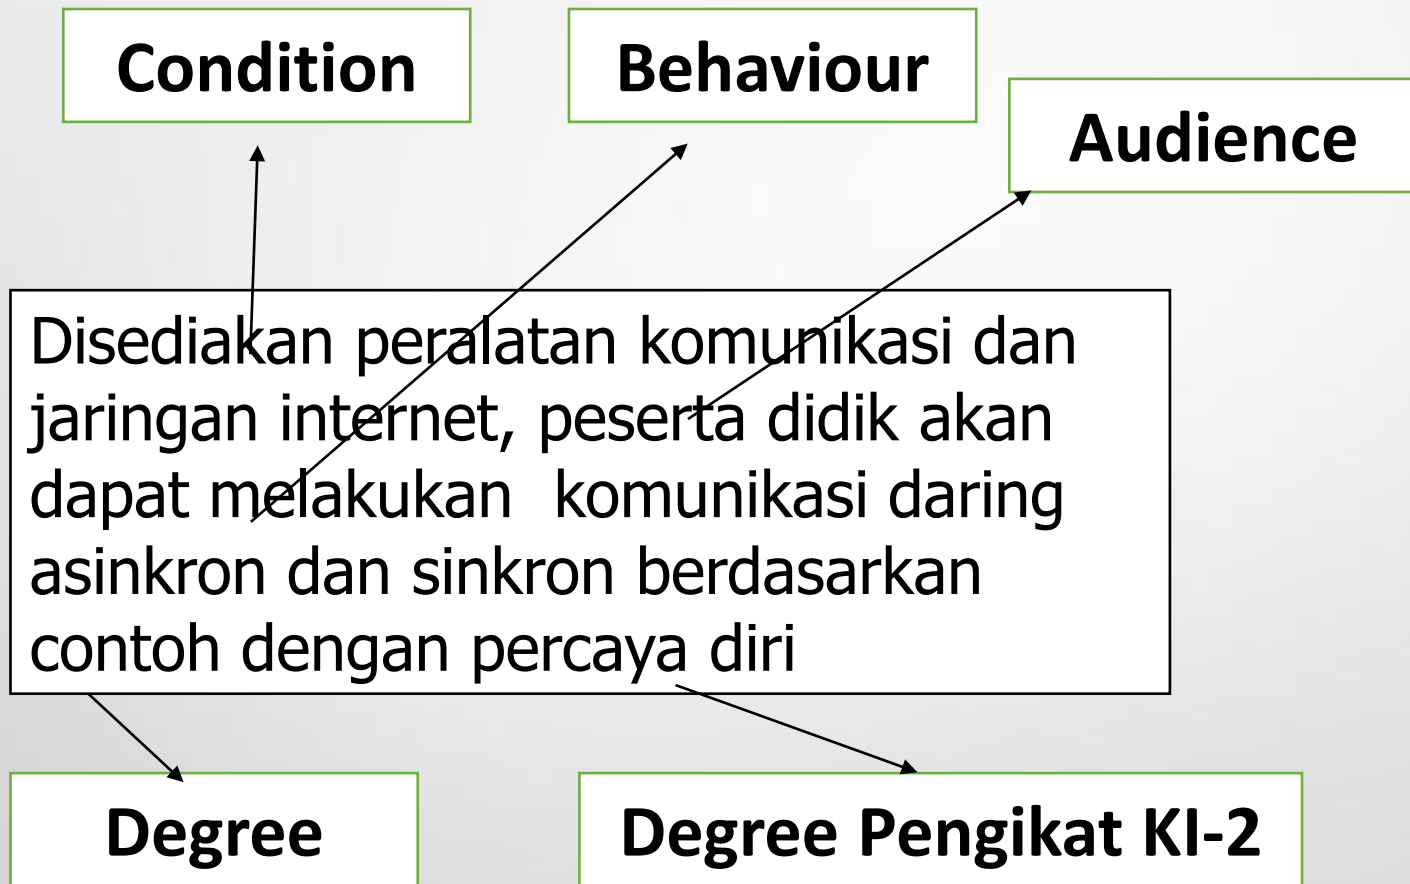 Condition
Behaviour
Audience
Disediakan peralatan komunikasi dan
jaringan internet, peserta didik akan
dapat melakukan  komunikasi daring
asinkron dan sinkron berdasarkan
contoh dengan percaya diri
Degree
Degree Pengikat KI-2